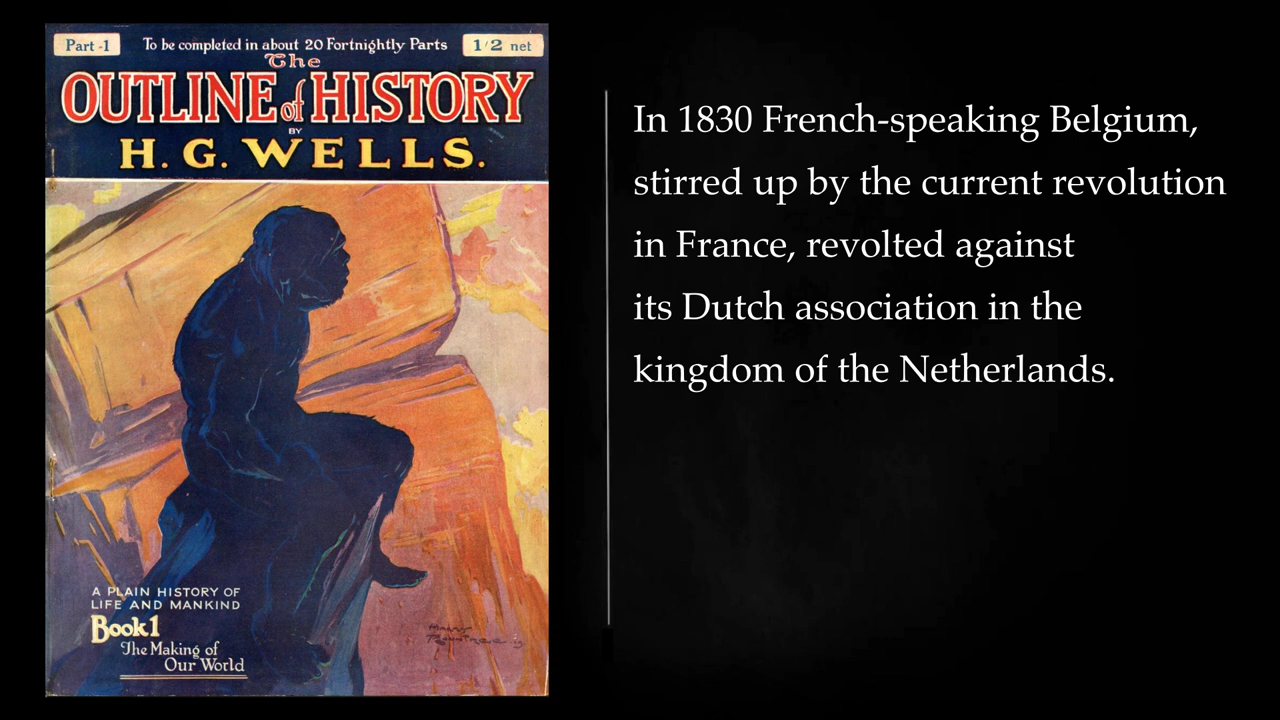 Part -1
To be completed in about 20 Fortnightly Parts
1/2 net
The
OUTLINE of HISTORY
BY
H. G. WELLS.
A PLAIN HISTORY OF
LIFE AND MANKIND
Book 1
The Making of
Our World
In 1830 French-speaking Belgium,
stirred up by the current revolution
in France, revolted against
its Dutch association in the
kingdom of the Netherlands.